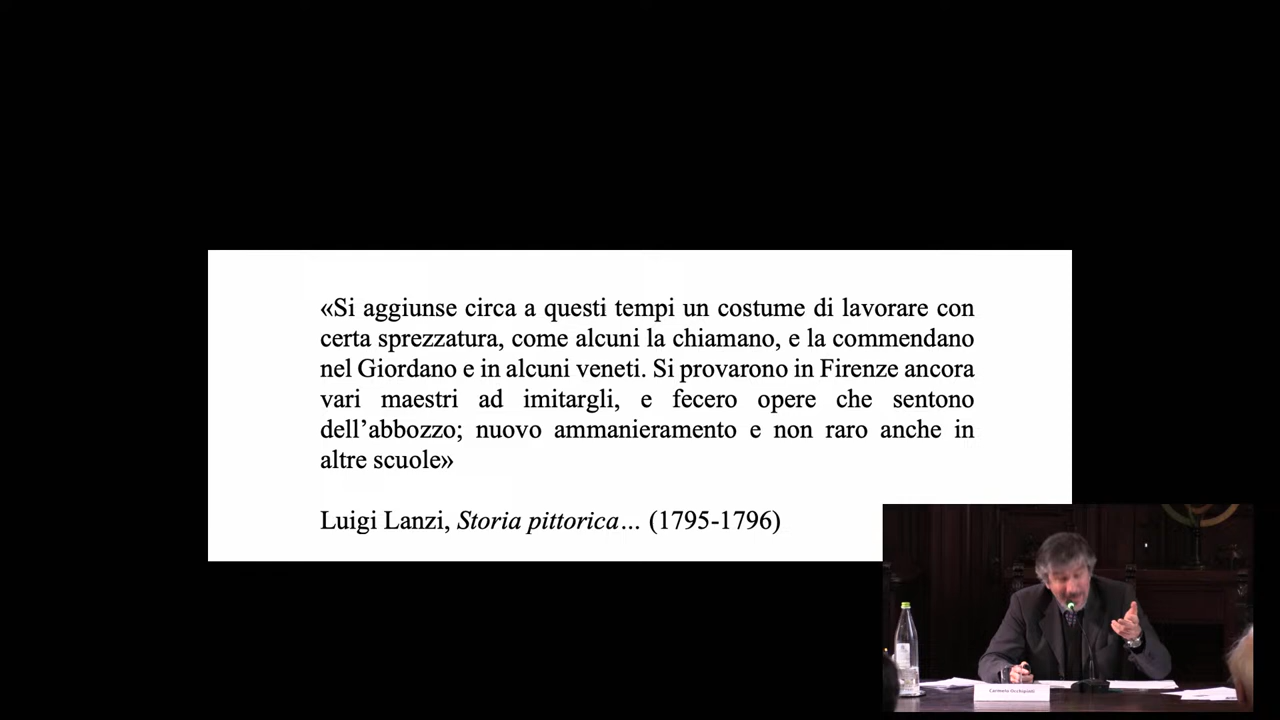 «Si aggiunse circa a questi tempi un costume di lavorare con
certa sprezzatura, come alcuni la chiamano, e la commendano
nel Giordano e in alcuni veneti. Si provarono in Firenze ancora
vari maestri ad imitargli, e fecero opere che sentono
dell’abbozzo; nuovo ammanieramento e non raro anche in
altre scuole»
Luigi Lanzi, Storia pittorica… (1795-1796)